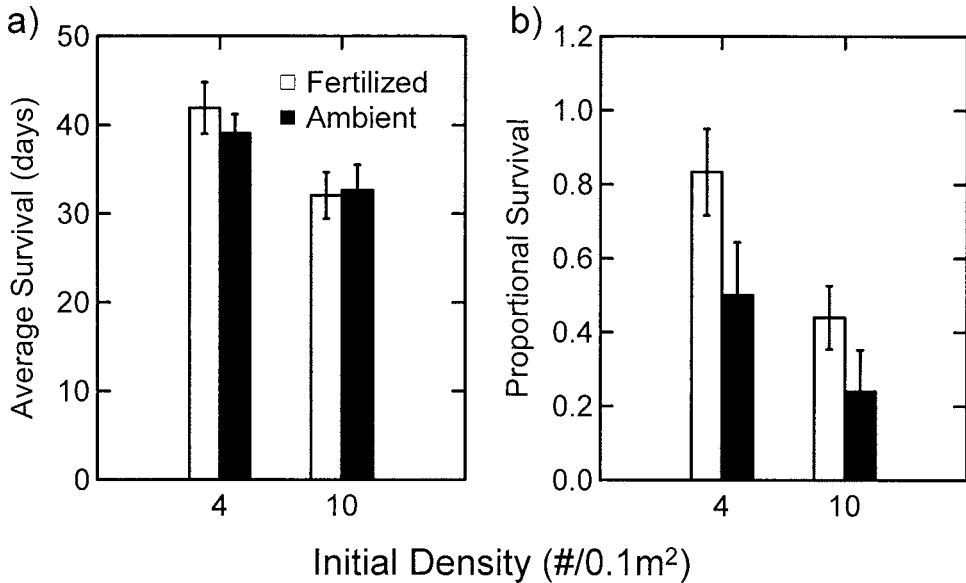 a)
Average Survival (days)
50
40
30
20
10
0
Fertilized
Ambient
4
10
b)
Proportional Survival
1.2
1.0
0.8
0.6
0.4
0.2
0.0
4
10
Initial Density (#/0.1m²)